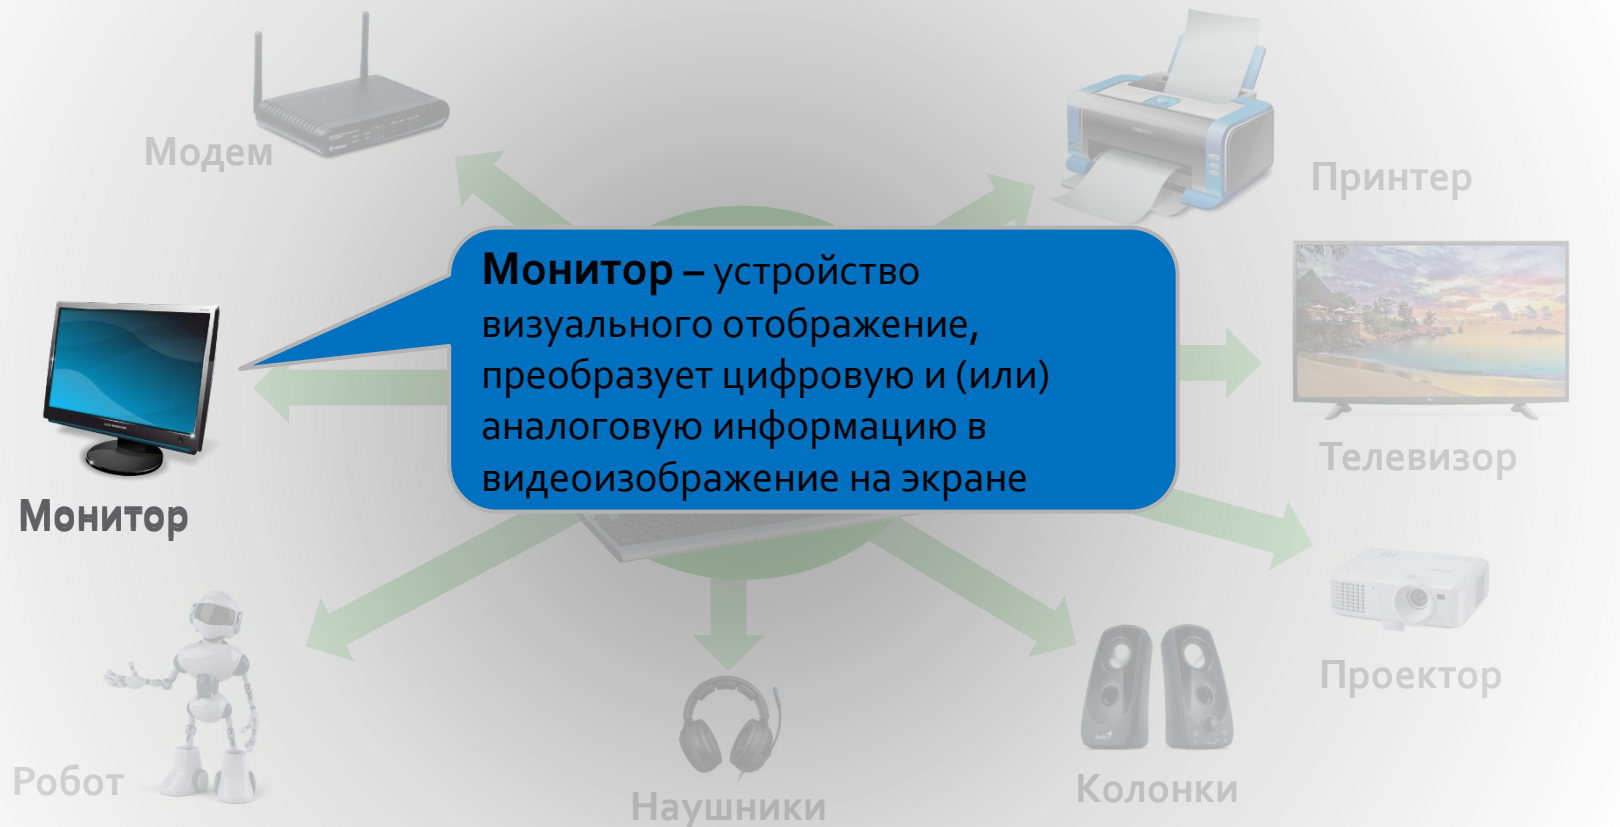 Модем
Принтер
Монитор – устройство
визуального отображение,
преобразует цифровую и (или)
аналоговую информацию в
видеоизображение на экране
Монитор
Телевизор
Проектор
Робот
Наушники
Колонки